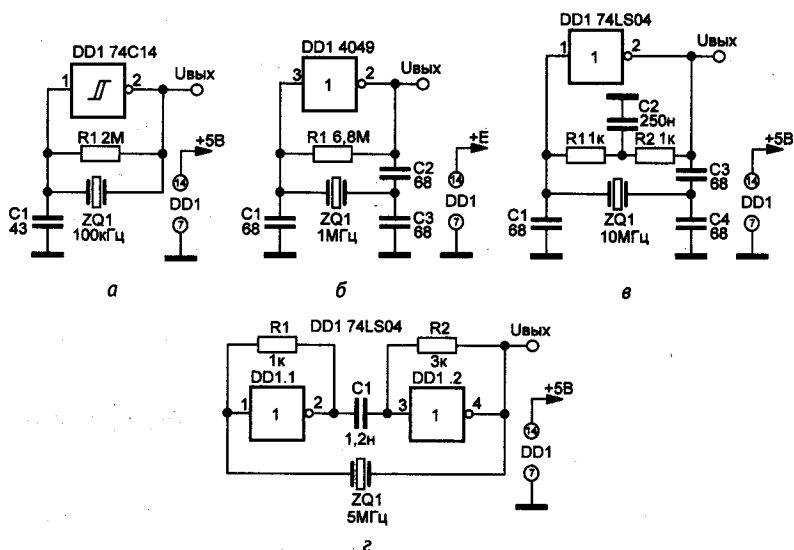 DD1 74C14
1
2
Uвых
R1 2М
+5В
14
DD1
7
C1
43
ZQ1
100кГц
а
DD1 4049
3
1
2
Uвых
R1 6,8М
+E
C2
68
14
DD1
7
C1
68
ZQ1
1МГц
C3
68
б
DD1 74LS04
1
1
2
Uвых
C2
250н
R1 1к
R2 1к
+5В
C3
68
14
DD1
7
C1
68
ZQ1
10МГц
C4
68
в
R1
1к
DD1 74LS04
R2
3к
Uвых
DD1.1
1
1
2
C1
1,2н
DD1 .2
3
1
4
+5В
14
DD1
7
ZQ1
5МГц
г